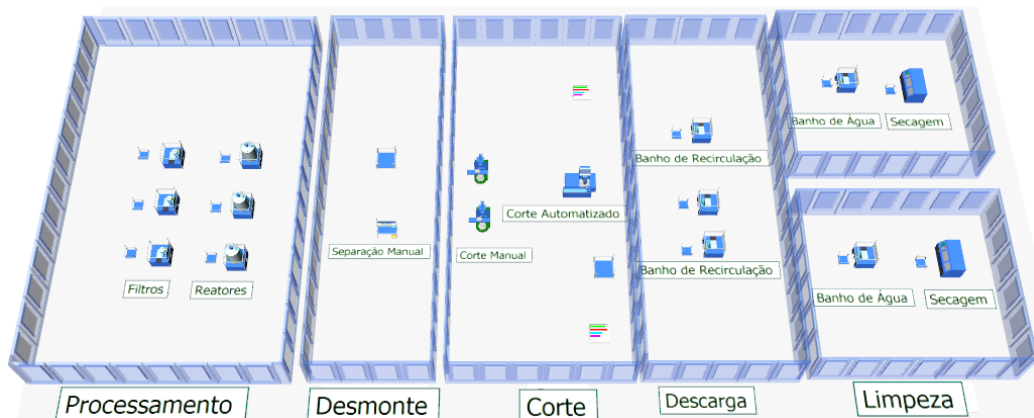 Banho de Água
Secagem
Banho de Recirculação
Corte Automatizado
Separação Manual
Corte Manual
Banho de Recirculação
Filtros
Reatores
Banho de Água
Secagem
Processamento
Desmonte
Corte
Descarga
Limpeza